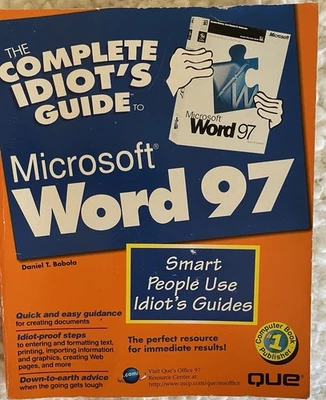 THE
COMPLETE
IDIOT'S
GUIDE TO
Microsoft
Microsoft
Word 97
Microsoft®
Word 97
Daniel T. Bobola
Smart
People Use
Idiot's Guides
Quick and easy guidance
for creating documents
Idiot-proof steps
to entering and formatting text,
printing, importing information
and graphics, creating Web
pages, and more
Down-to-earth advice
when the going gets tough
The perfect resource
for immediate results!
Computer Book
#1
Publisher
.com
Visit Que's Office 97
Resource Center at
http://www.mcp.com/que/msoffice
que®